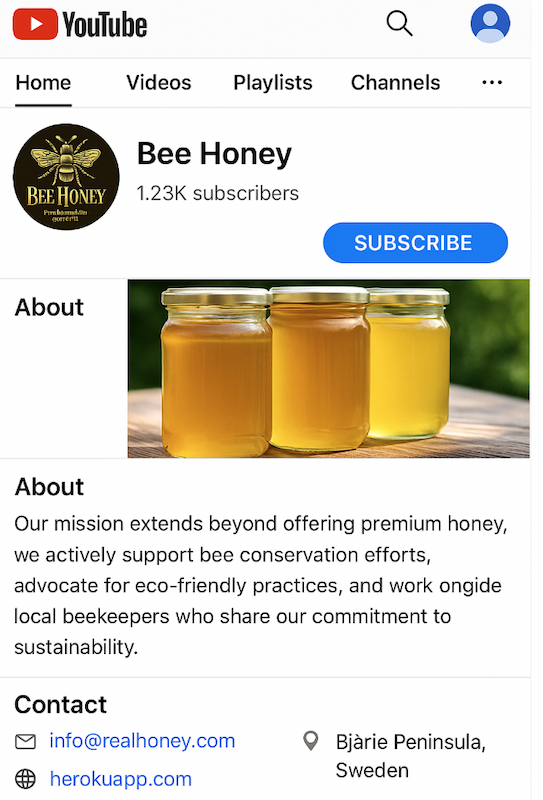 YouTube
Home Videos Playlists Channels ...
BEE HONEY
Bee Honey
1.23K subscribers
SUBSCRIBE
About
About
Our mission extends beyond offering premium honey,
we actively support bee conservation efforts,
advocate for eco-friendly practices, and work ongide
local beekeepers who share our commitment to
sustainability.
Contact
info@realhoney.com
herokuapp.com
Bjàrie Peninsula,
Sweden